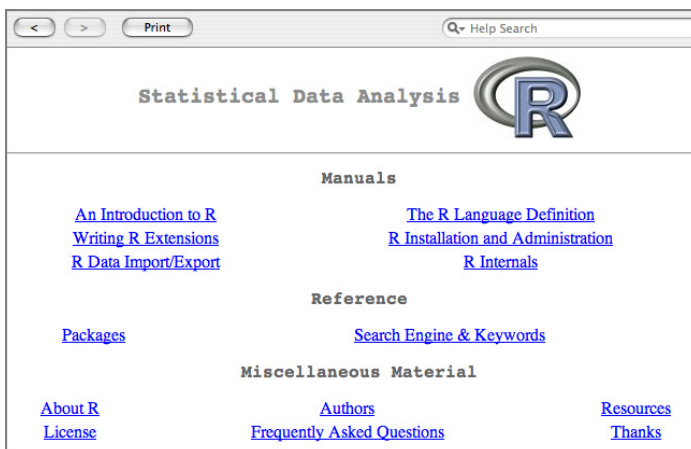 < > Print Help Search
Statistical Data Analysis R
Manuals
An Introduction to R The R Language Definition
Writing R Extensions R Installation and Administration
R Data Import/Export R Internals
Reference
Packages Search Engine & Keywords
Miscellaneous Material
About R Authors Resources
License Frequently Asked Questions Thanks